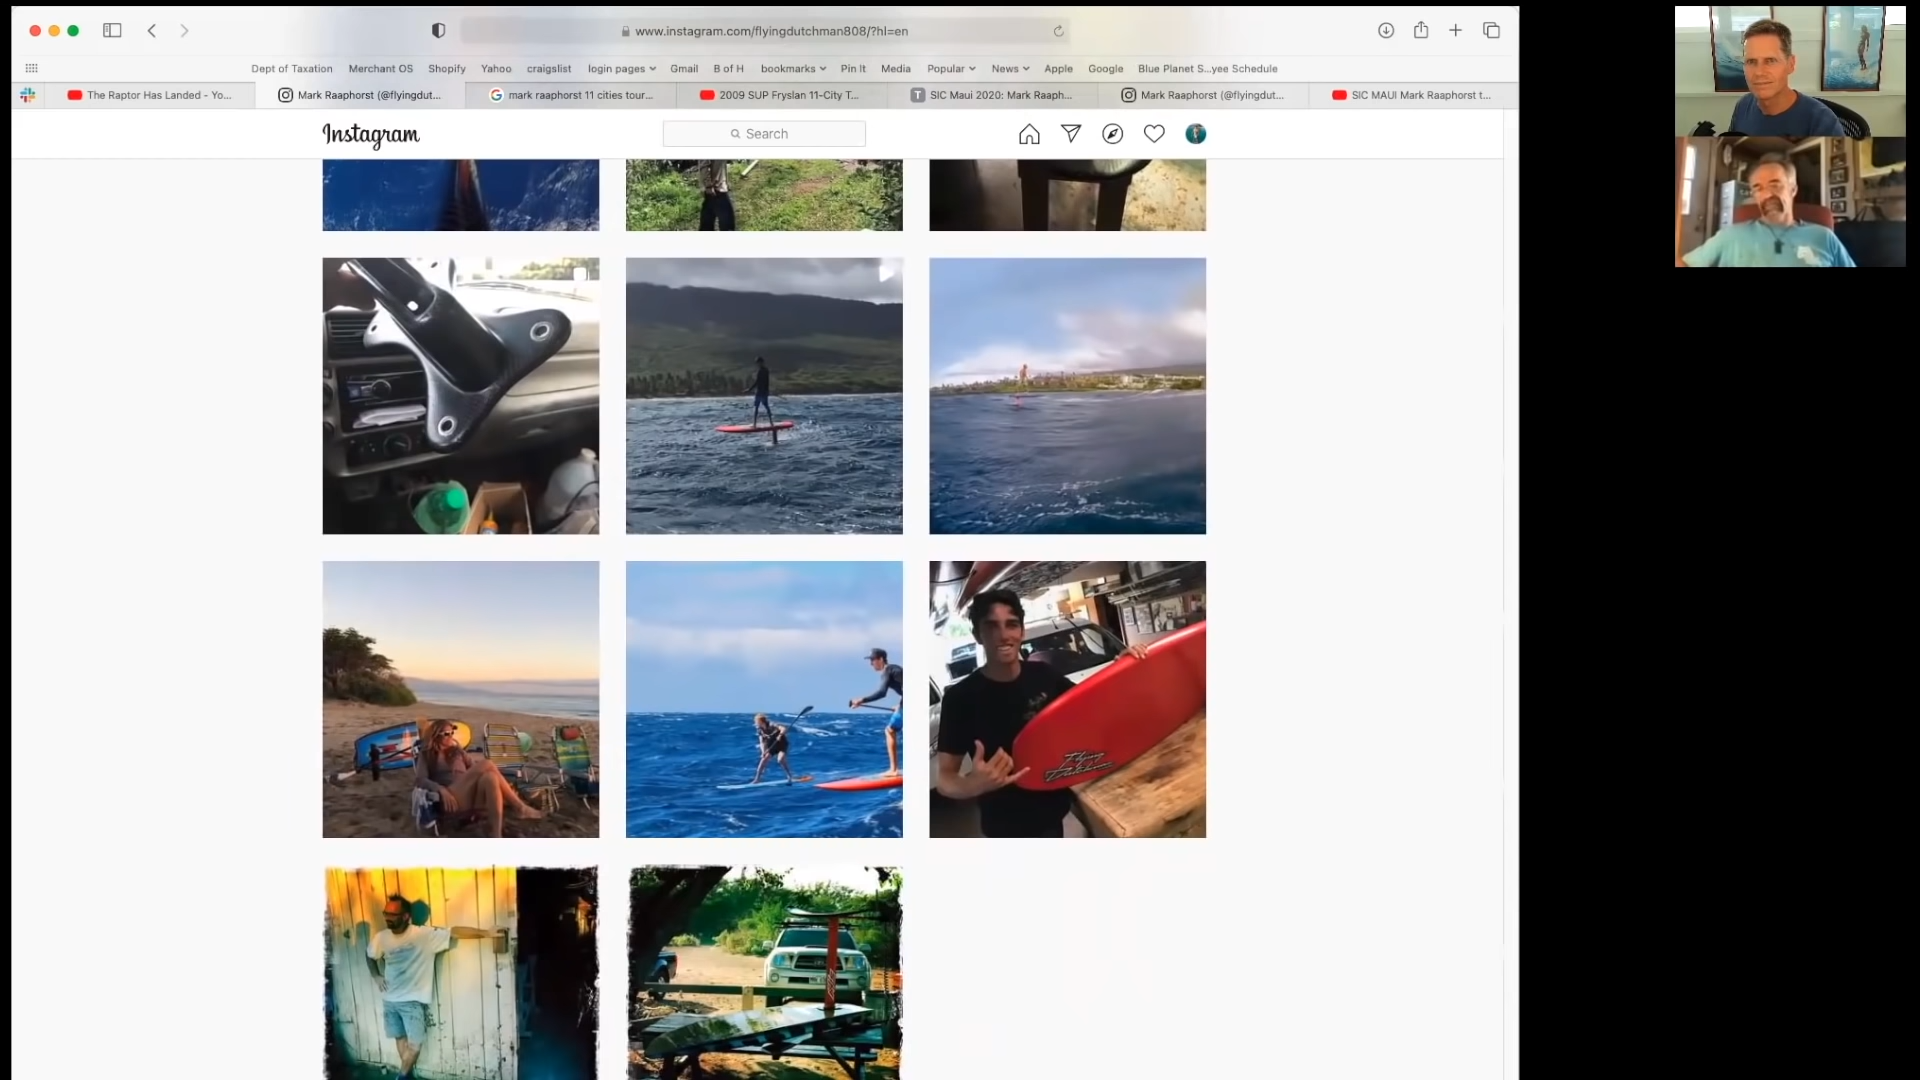 www.instagram.com/flyingdutchman808/?hl=en
Dept of Taxation Merchant OS Shopify Yahoo craigslist login pages Gmail B of H bookmarks Pin It Media Popular News Apple Google Blue Planet S...yee Schedule
The Raptor Has Landed - Yo... Mark Raaphorst (@flyingdut... mark raaphorst 11 cities tour... 2009 SUP Fryslan 11-City T... T SIC Maui 2020: Mark Raaph... Mark Raaphorst (@flyingdut... SIC MAUI Mark Raaphorst t...
Instagram Search
Flying
Dutchman